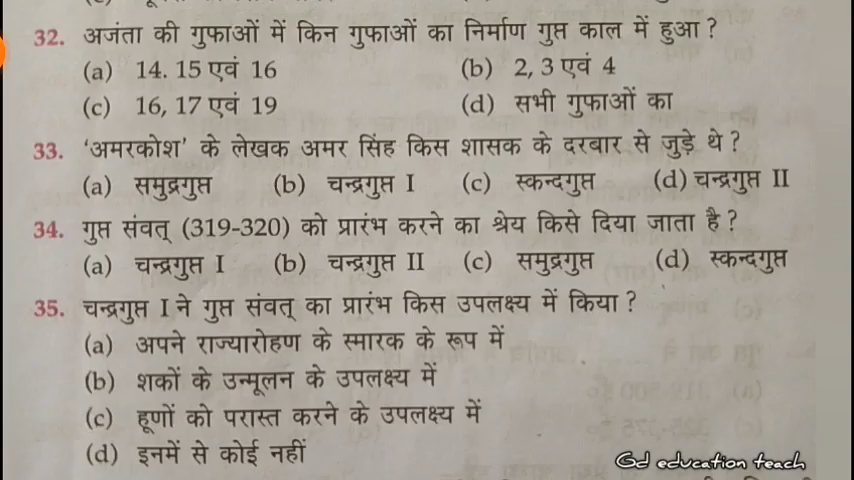 32. अजंता की गुफाओं में किन गुफाओं का निर्माण गुप्त काल में हुआ ?
(a) 14. 15 एवं 16 (b) 2, 3 एवं 4
(c) 16, 17 एवं 19 (d) सभी गुफाओं का
33. 'अमरकोश' के लेखक अमर सिंह किस शासक के दरबार से जुड़े थे ?
(a) समुद्रगुप्त (b) चन्द्रगुप्त I (c) स्कन्दगुप्त (d) चन्द्रगुप्त II
34. गुप्त संवत् (319-320) को प्रारंभ करने का श्रेय किसे दिया जाता है ?
(a) चन्द्रगुप्त I (b) चन्द्रगुप्त II (c) समुद्रगुप्त (d) स्कन्दगुप्त
35. चन्द्रगुप्त I ने गुप्त संवत् का प्रारंभ किस उपलक्ष्य में किया ?
(a) अपने राज्यारोहण के स्मारक के रूप में
(b) शकों के उन्मूलन के उपलक्ष्य में
(c) हूणों को परास्त करने के उपलक्ष्य में
(d) इनमें से कोई नहीं
Gd education teach